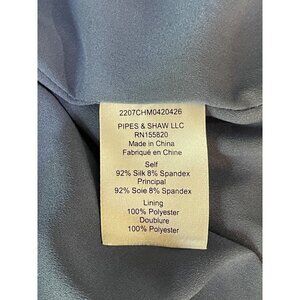 2207CHM0420426
PIPES & SHAW LLC
RN155820
Made in China
Fabriqué en Chine
Self
92% Silk 8% Spandex
Principal
92% Soie 8% Spandex
Lining
100% Polyester
Doublure
100% Polyester